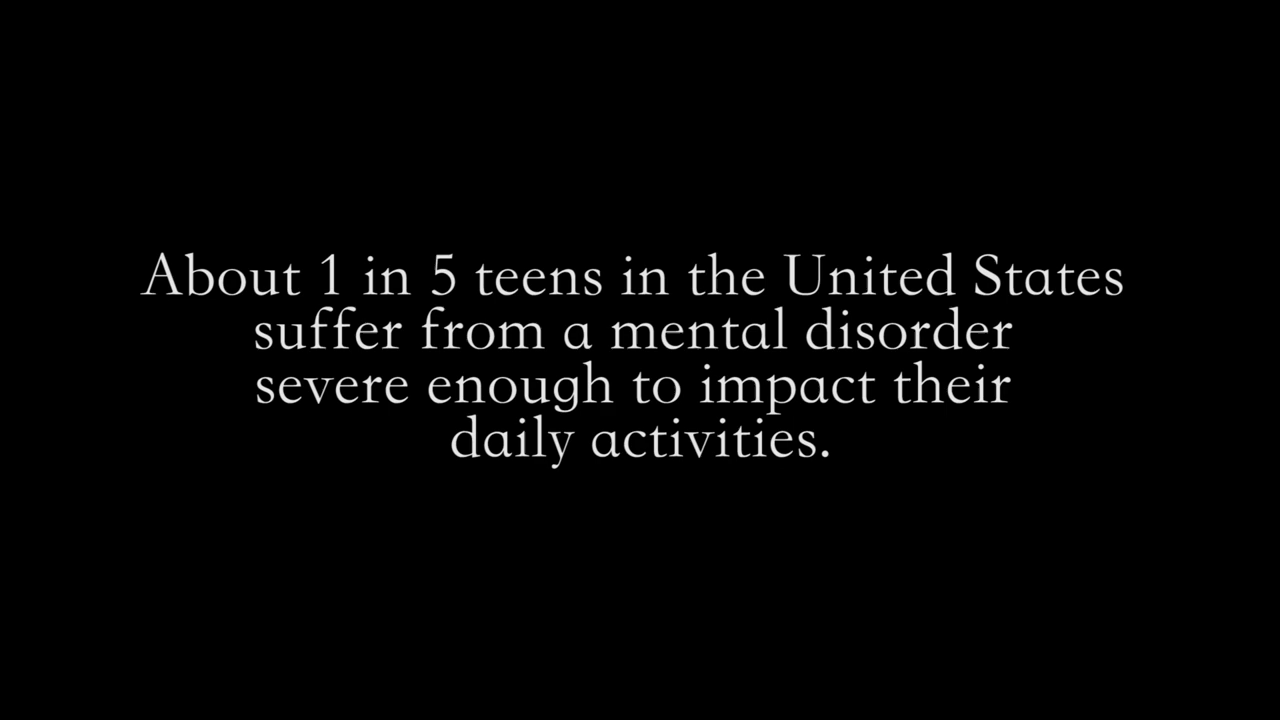 About 1 in 5 teens in the United States
suffer from a mental disorder
severe enough to impact their
daily activities.